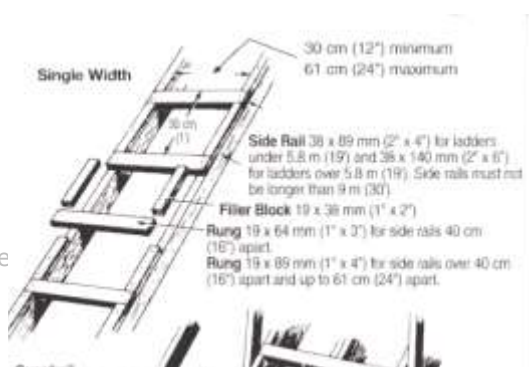 30 cm (12") minimum
61 cm (24") maximum
Single Width
30 cm
(1')
Side Rail 38 x 89 mm (2" x 4") for ladders
under 5.8 m (19') and 38 x 140 mm (2" x 6")
for ladders over 5.8 m (19'). Side rails must not
be longer than 9 m (30').
Filler Block 19 x 38 mm (1" x 2")
Rung 19 x 64 mm (1" x 3") for side rails 40 cm
(16") apart.
Rung 19 x 89 mm (1" x 4") for side rails over 40 cm
(16") apart and up to 61 cm (24") apart.
e